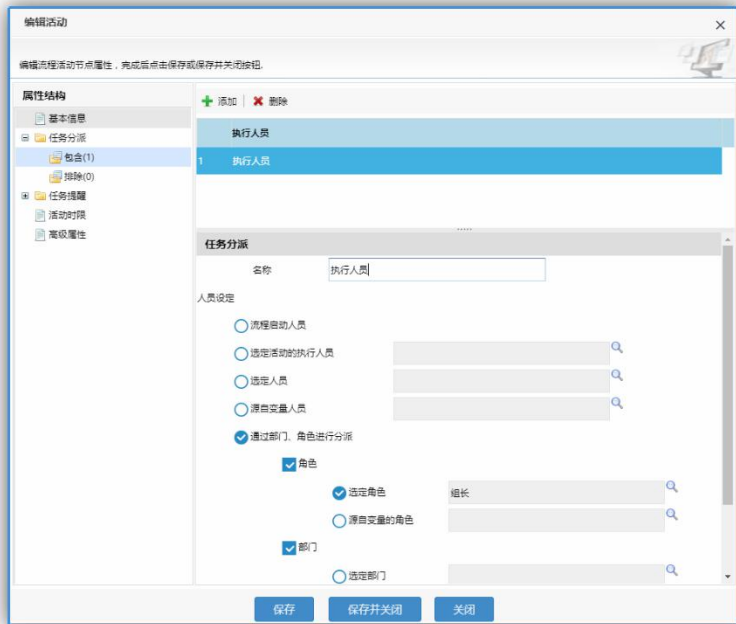 编辑活动
编辑流程活动节点属性，完成后点击保存或保存并关闭按钮.
属性结构
基本信息
任务分派
包含(1)
排除(0)
任务提醒
活动时限
高级属性
添加 删除
执行人员
1 执行人员
任务分派
名称 执行人员
人员设定
流程启动人员
选定活动的执行人员
选定人员
源自变量人员
通过部门、角色进行分派
角色
选定角色 组长
源自变量的角色
部门
选定部门
保存 保存并关闭 关闭